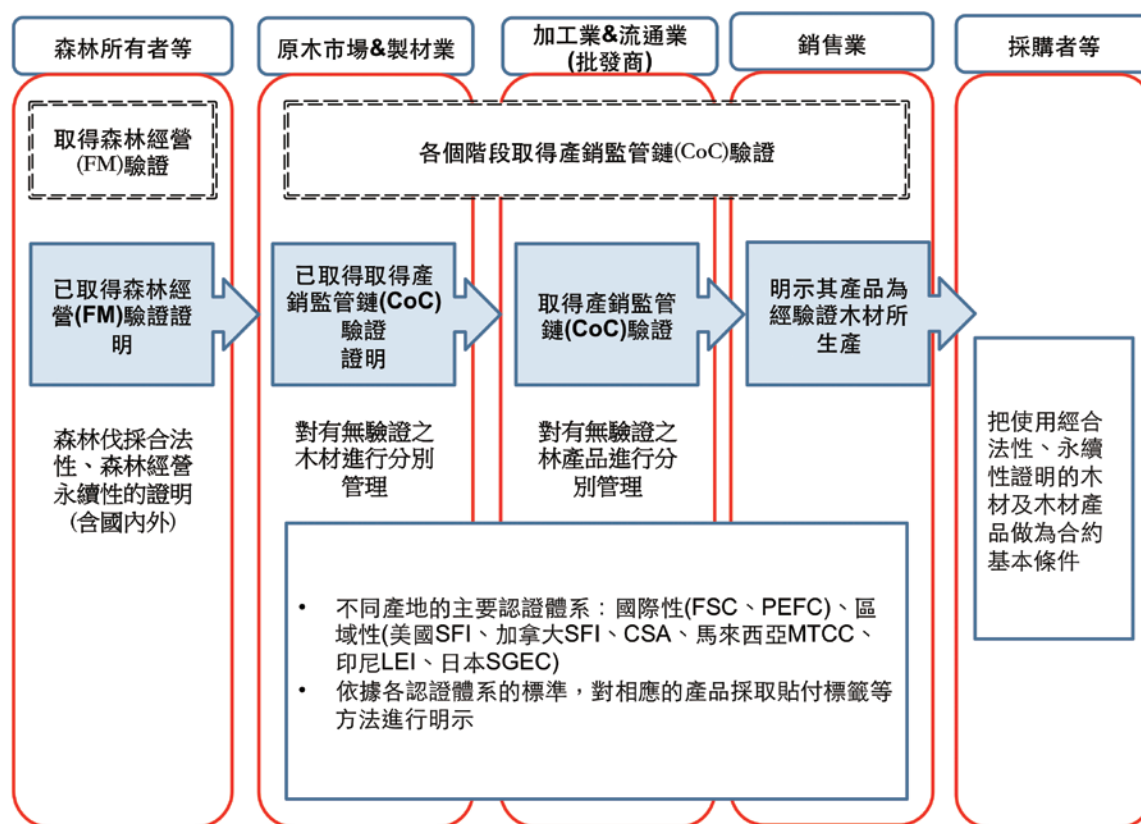 森林所有者等
原木市場&製材業
加工業&流通業
(批發商)
銷售業
採購者等
取得森林經營
(FM)驗證
各個階段取得產銷監管鏈(CoC)驗證
已取得森林經
營(FM)驗證證
明
已取得取得產
銷監管鏈(CoC)
驗證
證明
取得產銷監管
鏈(CoC)驗證
明示其產品為
經驗證木材所
生產
森林伐採合法
性、森林經營
永續性的證明
(含國內外)
對有無驗證之
木材進行分別
管理
對有無驗證之
林產品進行分
別管理
把使用經合
法性、永續
性證明的木
材及木材產
品做為合約
基本條件
• 不同產地的主要認證體系：國際性(FSC、PEFC)、區
域性(美國SFI、加拿大SFI、CSA、馬來西亞MTCC、
印尼LEI、日本SGEC)
• 依據各認證體系的標準，對相應的產品採取貼付標籤等
方法進行明示